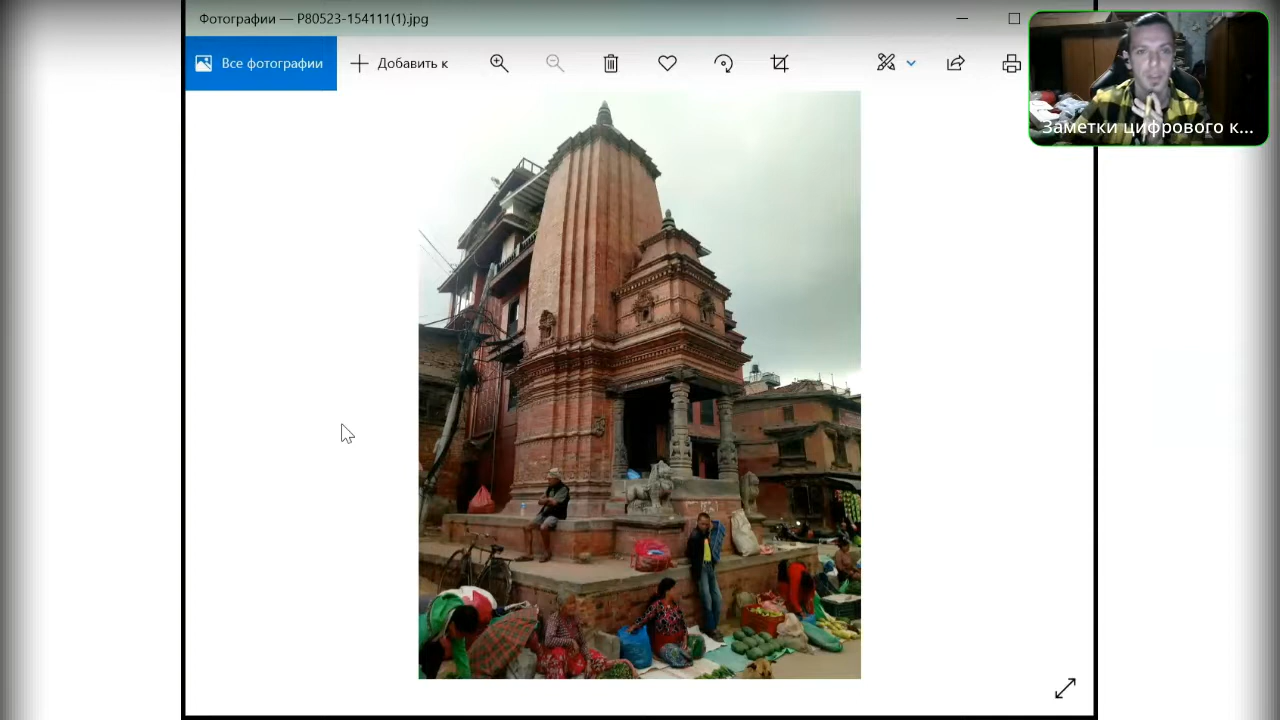 Фотографии — P80523-154111(1).jpg
Все фотографии
Добавить к
Заметки цифрового к...